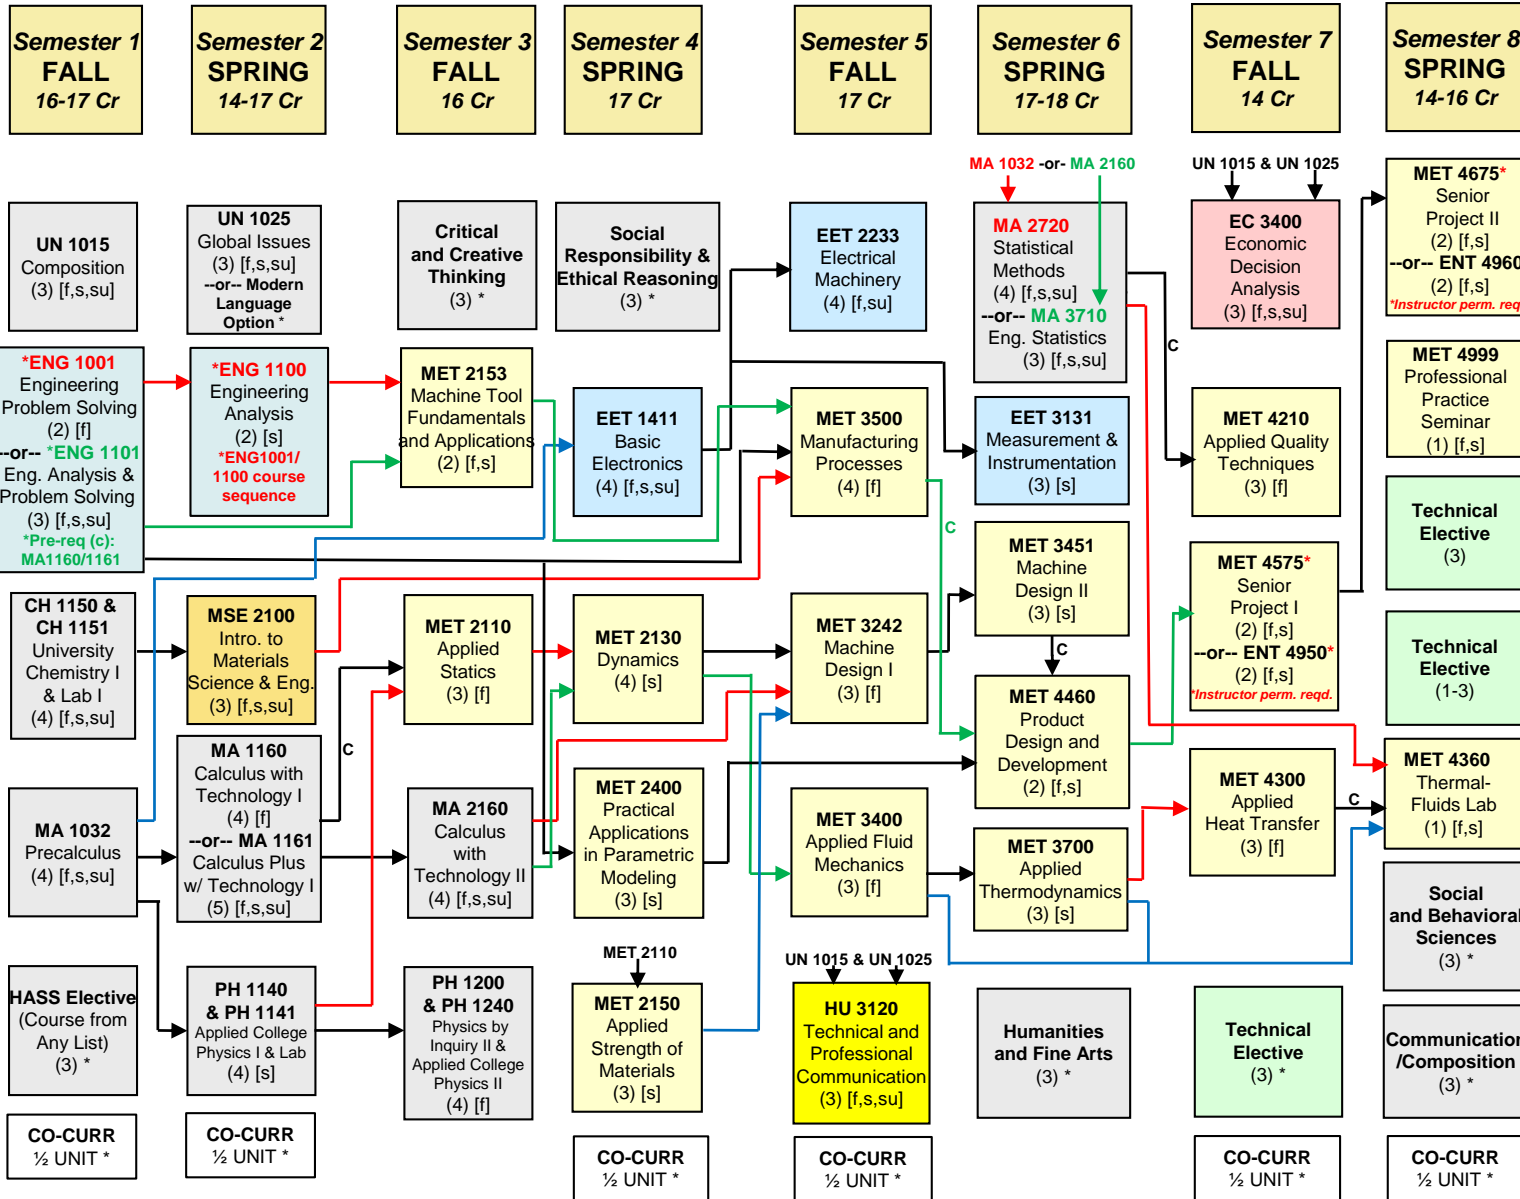 Semester 1
FALL
16-17 Cr
Semester 2
SPRING
14-17 Cr
Semester 3
FALL
16 Cr
Semester 4
SPRING
17 Cr
Semester 5
FALL
17 Cr
Semester 6
SPRING
17-18 Cr
Semester 7
FALL
14 Cr
Semester 8
SPRING
14-16 Cr
UN 1015
Composition
(3) [f,s,su]
*ENG 1001
Engineering
Problem Solving
(2) [f]
--or-- *ENG 1101
Eng. Analysis &
Problem Solving
(3) [f,s,su]
*Pre-req (c):
MA1160/1161
CH 1150 &
CH 1151
University
Chemistry I
& Lab I
(4) [f,s,su]
MA 1032
Precalculus
(4) [f,s,su]
HASS Elective
(Course from
Any List)
(3) *
CO-CURR
½ UNIT *
UN 1025
Global Issues
(3) [f,s,su]
--or-- Modern
Language
Option *
*ENG 1100
Engineering
Analysis
(2) [s]
*ENG1001/
1100 course
sequence
MSE 2100
Intro. to
Materials
Science & Eng.
(3) [f,s,su]
MA 1160
Calculus with
Technology I
(4) [f]
--or-- MA 1161
Calculus Plus
w/ Technology I
(5) [f,s,su]
C
PH 1140
& PH 1141
Applied College
Physics I & Lab
(4) [s]
CO-CURR
½ UNIT *
Critical
and Creative
Thinking
(3) *
MET 2153
Machine Tool
Fundamentals
and Applications
(2) [f,s]
MET 2110
Applied
Statics
(3) [f]
MA 2160
Calculus
with
Technology II
(4) [f,s,su]
PH 1200
& PH 1240
Physics by
Inquiry II &
Applied College
Physics II
(4) [f]
Social
Responsibility &
Ethical Reasoning
(3) *
EET 1411
Basic
Electronics
(4) [f,s,su]
MET 2130
Dynamics
(4) [s]
MET 2400
Practical
Applications
in Parametric
Modeling
(3) [s]
MET 2110
MET 2150
Applied
Strength of
Materials
(3) [s]
CO-CURR
½ UNIT *
EET 2233
Electrical
Machinery
(4) [f,su]
MET 3500
Manufacturing
Processes
(4) [f]
C
MET 3242
Machine
Design I
(3) [f]
MET 3400
Applied Fluid
Mechanics
(3) [f]
UN 1015 & UN 1025
HU 3120
Technical and
Professional
Communication
(3) [f,s,su]
CO-CURR
½ UNIT *
MA 1032 -or- MA 2160
MA 2720
Statistical
Methods
(4) [f,s,su]
--or-- MA 3710
Eng. Statistics
(3) [f,s,su]
C
EET 3131
Measurement &
Instrumentation
(3) [s]
MET 3451
Machine
Design II
(3) [s]
C
MET 4460
Product
Design and
Development
(2) [f,s]
MET 3700
Applied
Thermodynamics
(3) [s]
Humanities
and Fine Arts
(3) *
UN 1015 & UN 1025
EC 3400
Economic
Decision
Analysis
(3) [f,s,su]
MET 4210
Applied Quality
Techniques
(3) [f]
MET 4575*
Senior
Project I
(2) [f,s]
--or-- ENT 4950*
(2) [f,s]
*Instructor perm. reqd.
MET 4300
Applied
Heat Transfer
(3) [f]
C
Technical
Elective
(3) *
CO-CURR
½ UNIT *
MET 4675*
Senior
Project II
(2) [f,s]
--or-- ENT 4960
(2) [f,s]
*Instructor perm. req
MET 4999
Professional
Practice
Seminar
(1) [f,s]
Technical
Elective
(3)
Technical
Elective
(1-3)
MET 4360
Thermal-
Fluids Lab
(1) [f,s]
Social
and Behavioral
Sciences
(3) *
Communication
/Composition
(3) *
CO-CURR
½ UNIT *